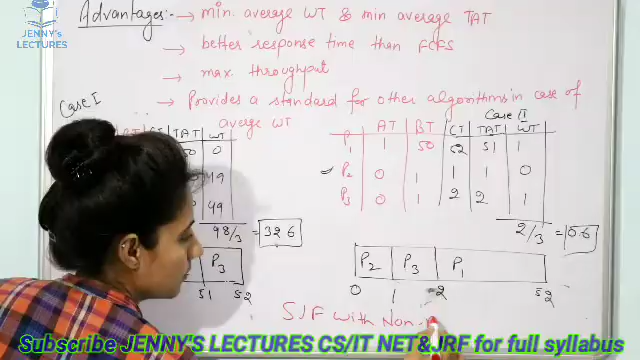 JENNY's
LECTURES
Advantages:- → min. average WT & min average TAT
→ better response time than FCFS
→ max. throughput
→ Provides a standard for other algorithms in case of
averge WT
Case I
TAT WT
50 0
49
49
98/3 = 32.6
P3
51 52
Case II
AT BT CT TAT WT
P1 1 50 52 51 1
P2 0 1 1 1 0
P3 0 1 2 2 1
2/3 = 0.6
P2 P3 P1
0 1 2 52
SJF with Non-
Subscribe JENNY's LECTURES CS/IT NET&JRF for full syllabus